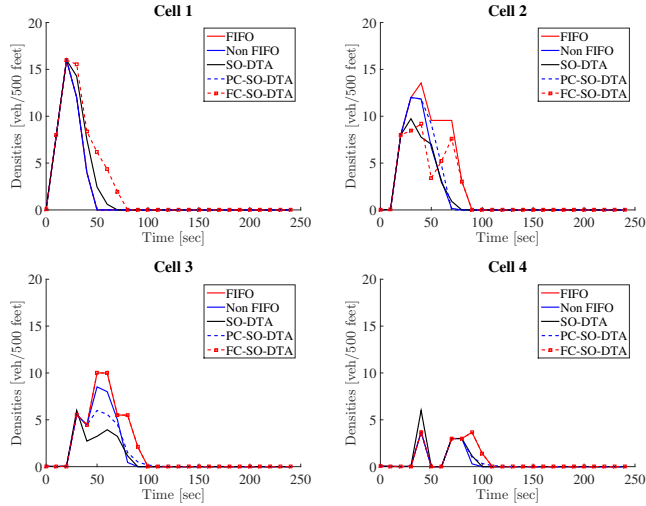 Cell 1
Densities [veh/500 feet]
20
15
10
5
0
0 50 100 150 200 250
Time [sec]
FIFO
Non FIFO
SO-DTA
PC-SO-DTA
FC-SO-DTA
Cell 2
Densities [veh/500 feet]
20
15
10
5
0
0 50 100 150 200 250
Time [sec]
FIFO
Non FIFO
SO-DTA
PC-SO-DTA
FC-SO-DTA
Cell 3
Densities [veh/500 feet]
20
15
10
5
0
0 50 100 150 200 250
Time [sec]
FIFO
Non FIFO
SO-DTA
PC-SO-DTA
FC-SO-DTA
Cell 4
Densities [veh/500 feet]
20
15
10
5
0
0 50 100 150 200 250
Time [sec]
FIFO
Non FIFO
SO-DTA
PC-SO-DTA
FC-SO-DTA